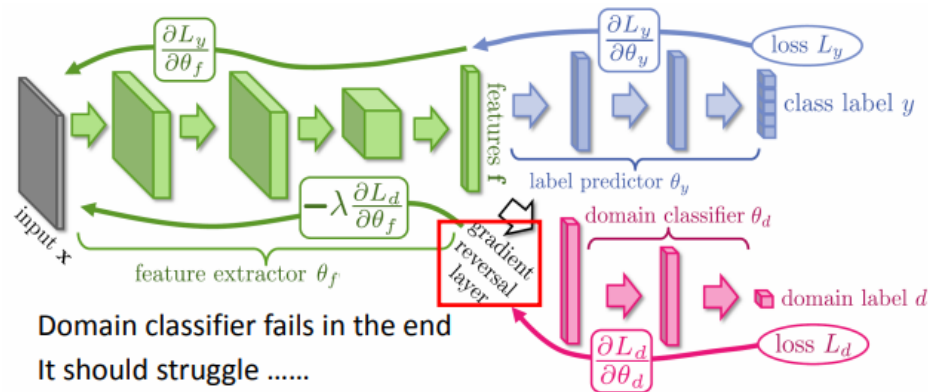 ∂L_y/∂θ_f
∂L_y/∂θ_y
loss L_y
features f
class label y
label predictor θ_y
input x
−λ ∂L_d/∂θ_f
feature extractor θ_f
gradient
reversal
layer
domain classifier θ_d
domain label d
∂L_d/∂θ_d
loss L_d
Domain classifier fails in the end
It should struggle ......